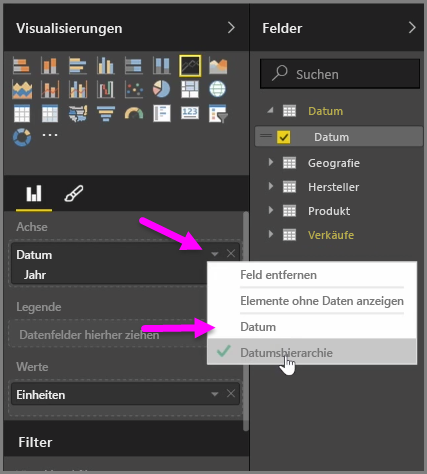 Visualisierungen
Achse
Datum
Jahr
Legende
Datenfelder hierher ziehen
Werte
Einheiten
Filter
Feld entfernen
Elemente ohne Daten anzeigen
Datum
Datumshierarchie
Felder
Suchen
Datum
Datum
Geografie
Hersteller
Produkt
Verkäufe